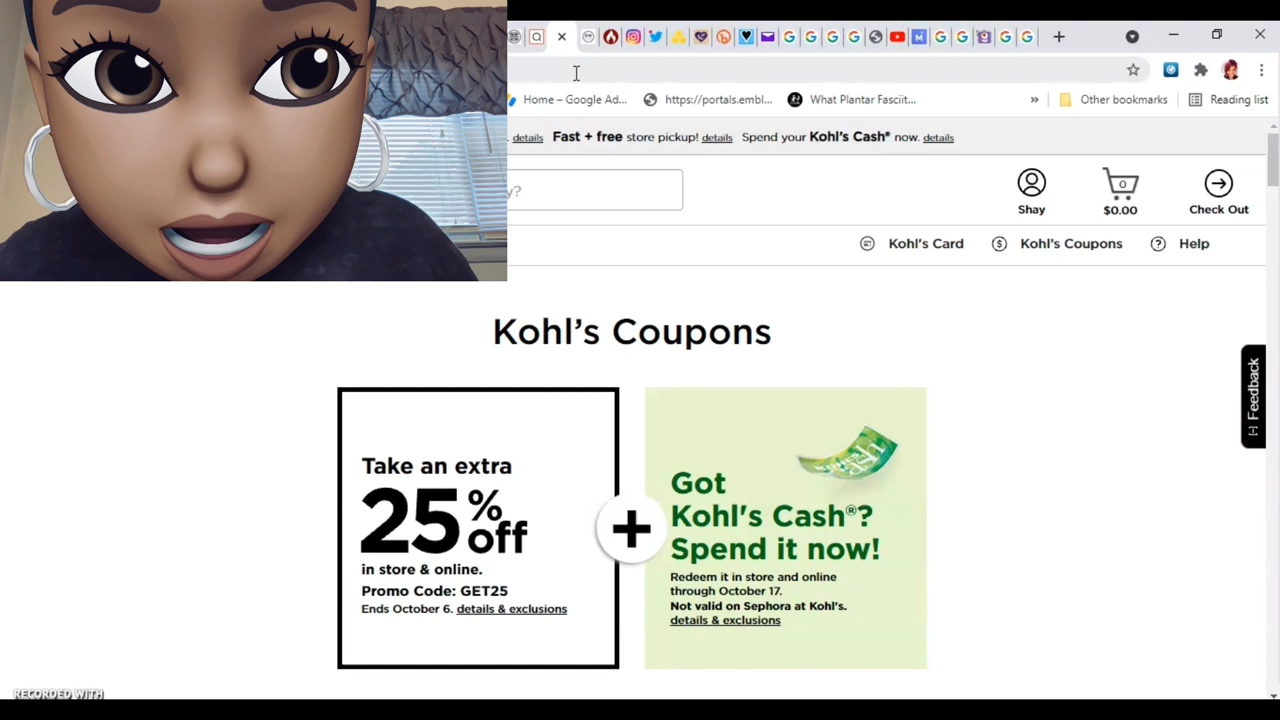 Home – Google Ad...
https://portals.embl...
What Plantar Fasciit...
»
Other bookmarks
Reading list
details Fast + free store pickup! details Spend your Kohl's Cash® now. details
y?
0
Shay
$0.00
Check Out
Kohl's Card
Kohl's Coupons
Help
Kohl's Coupons
Take an extra
25% off
in store & online.
Promo Code: GET25
Ends October 6. details & exclusions
+
Got
Kohl's Cash®?
Spend it now!
Redeem it in store and online
through October 17.
Not valid on Sephora at Kohl's.
details & exclusions
[-] Feedback
RECORDED WITH